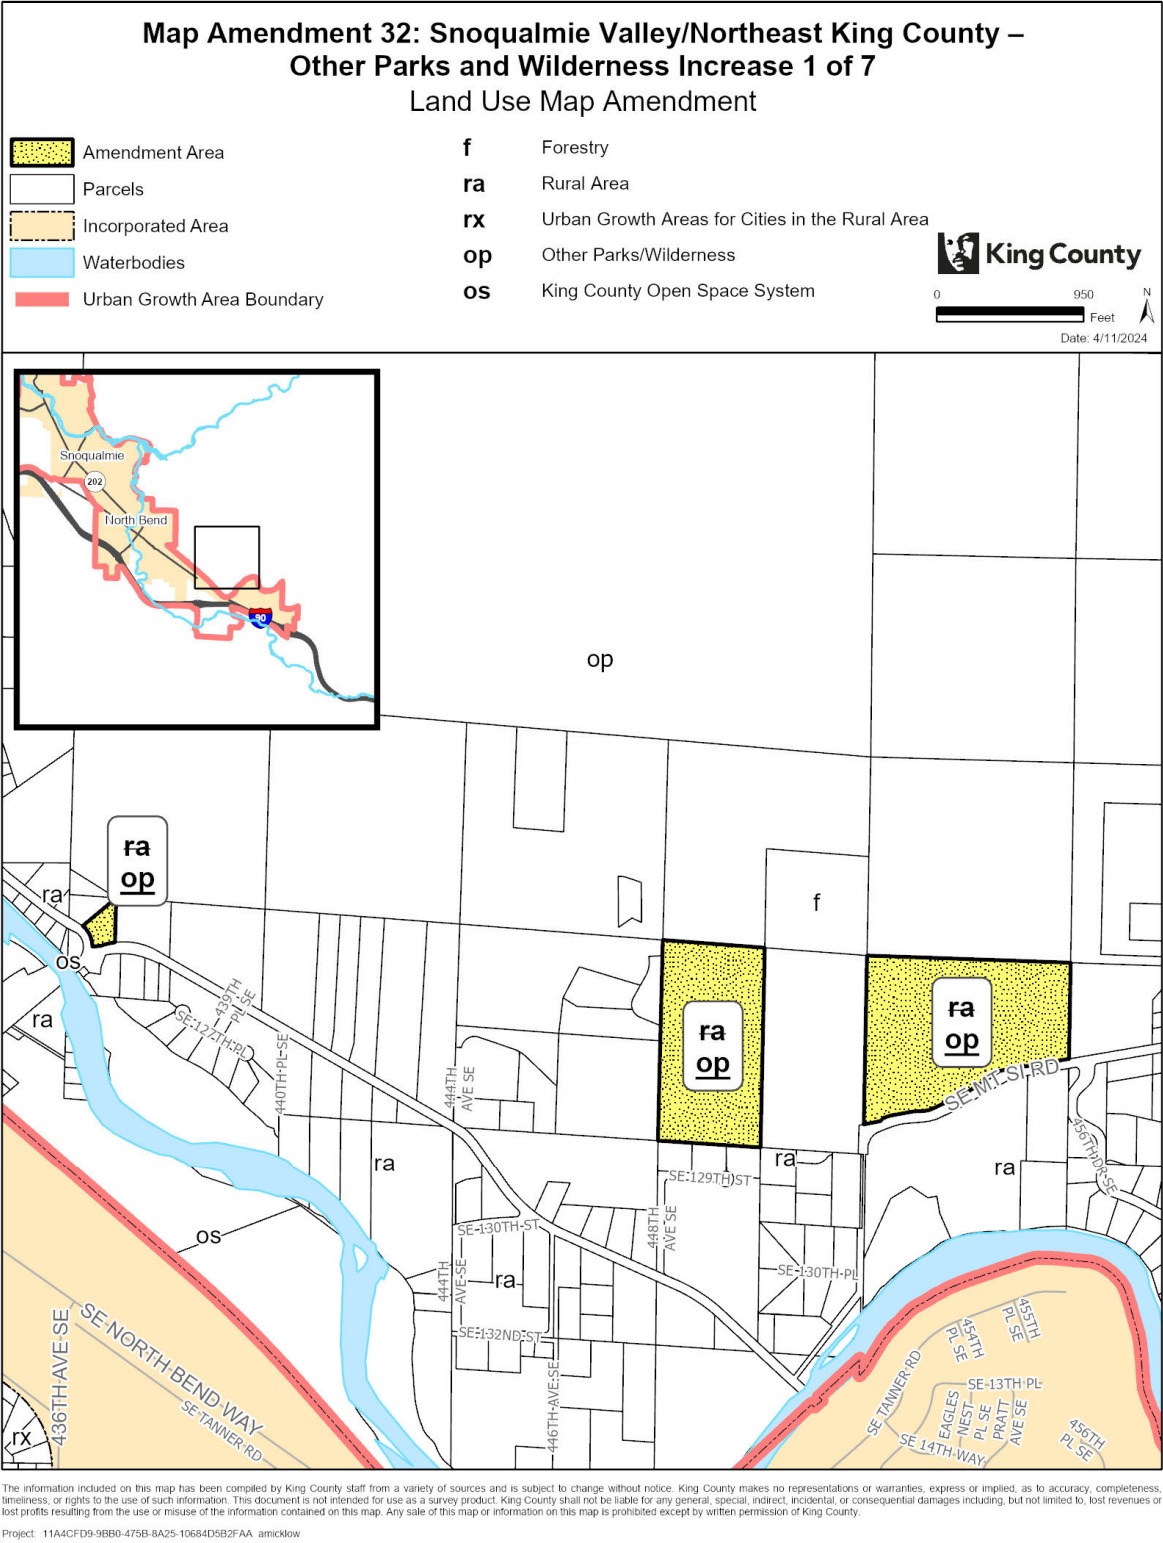 Map Amendment 32: Snoqualmie Valley/Northeast King County –
Other Parks and Wilderness Increase 1 of 7
Land Use Map Amendment
Amendment Area
Parcels
Incorporated Area
Waterbodies
Urban Growth Area Boundary
f Forestry
ra Rural Area
rx Urban Growth Areas for Cities in the Rural Area
op Other Parks/Wilderness
os King County Open Space System
King County
0 950
Feet
N
Date: 4/11/2024
Snoqualmie
202
North Bend
90
op
ra
op
ra
f
os
ra
ra
op
ra
op
439TH
PL SE
SE 127TH PL
440TH PL SE
444TH
AVE SE
SE MT SI RD
456TH DR SE
ra
SE 129TH ST
ra
ra
448TH
AVE SE
os
SE 130TH ST
444TH
AVE SE
ra
SE 130TH PL
SE 132ND ST
446TH AVE SE
436TH AVE SE
SE NORTH BEND WAY
SE TANNER RD
rx
455TH
PL SE
454TH
PL SE
SE TANNER RD
SE 13TH PL
EAGLES
NEST
PL SE
PRATT
AVE SE
SE 14TH WAY
456TH
PL SE
The information included on this map has been compiled by King County staff from a variety of sources and is subject to change without notice. King County makes no representations or warranties, express or implied, as to accuracy, completeness,
timeliness, or rights to the use of such information. This document is not intended for use as a survey product. King County shall not be liable for any general, special, indirect, incidental, or consequential damages including, but not limited to, lost revenues or
lost profits resulting from the use or misuse of the information contained on this map. Any sale of this map or information on this map is prohibited except by written permission of King County.
Project: 11A4CFD9-9BB0-475B-8A25-10684D5B2FAA amicklow